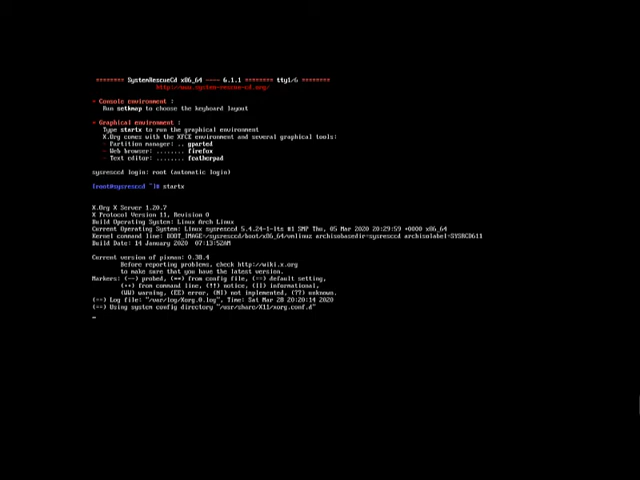 ******** SystemRescueCd x86_64 ---- 6.1.1 ******** tty1/6 ********
http://www.system-rescue-cd.org/
* Console environment :
Run setkmap to choose the keyboard layout
* Graphical environment :
Type startx to run the graphical environment
X.Org comes with the XFCE environment and several graphical tools:
- Partition manager: .. gparted
- Web browser: ........ firefox
- Text editor: ........ featherpad
sysresccd login: root (automatic login)
[root@sysresccd ~]# startx
X.Org X Server 1.20.7
X Protocol Version 11, Revision 0
Build Operating System: Linux Arch Linux
Current Operating System: Linux sysresccd 5.4.24-1-lts #1 SMP Thu, 05 Mar 2020 20:29:59 +0000 x86_64
Kernel command line: BOOT_IMAGE=/sysresccd/boot/x86_64/vmlinuz archisobasedir=sysresccd archisolabel=SYSRCD611
Build Date: 14 January 2020 07:13:52AM
Current version of pixman: 0.38.4
Before reporting problems, check http://wiki.x.org
to make sure that you have the latest version.
Markers: (--) probed, (**) from config file, (==) default setting,
(++) from command line, (!!) notice, (II) informational,
(WW) warning, (EE) error, (NI) not implemented, (??) unknown.
(==) Log file: "/var/log/Xorg.0.log", Time: Sat Mar 28 20:20:14 2020
(==) Using system config directory "/usr/share/X11/xorg.conf.d"